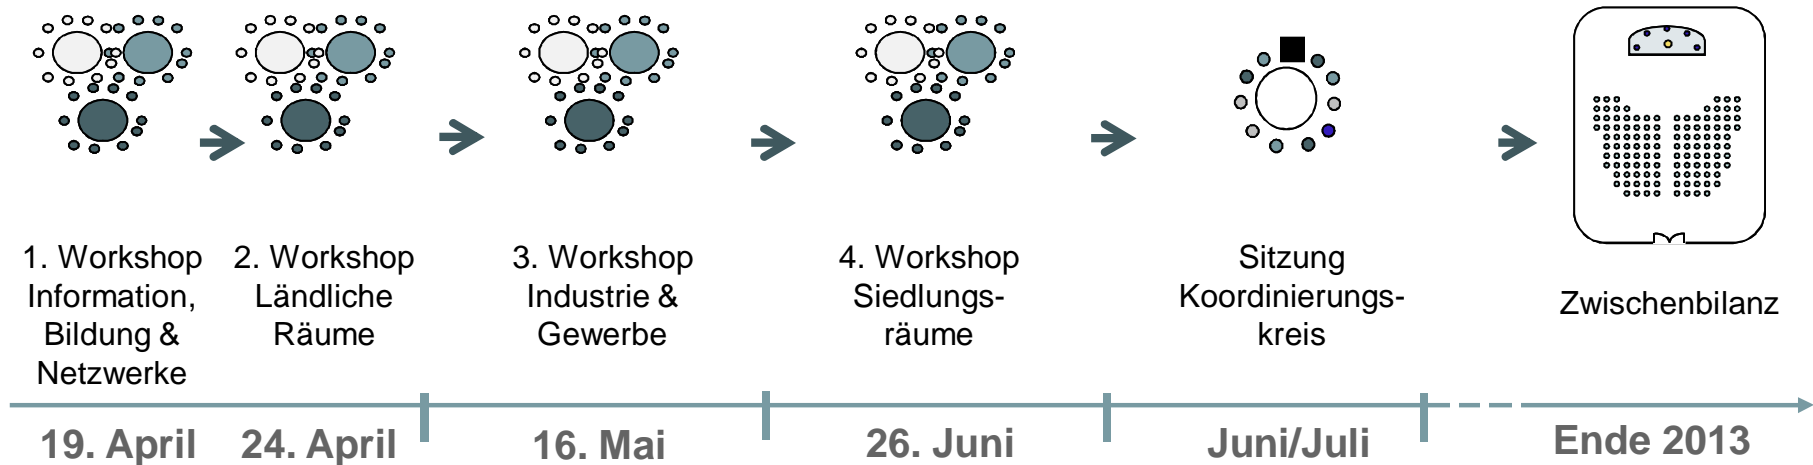 1. Workshop
Information,
Bildung &
Netzwerke
2. Workshop
Ländliche
Räume
3. Workshop
Industrie &
Gewerbe
4. Workshop
Siedlungs-
räume
Sitzung
Koordinierungs-
kreis
Zwischenbilanz
19. April
24. April
16. Mai
26. Juni
Juni/Juli
Ende 2013